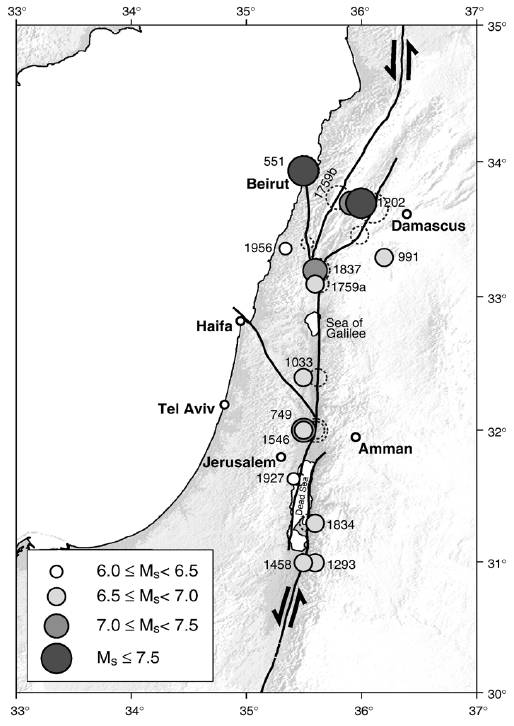 33° 34° 35° 36° 37°
35°
34°
551
Beirut
1759b
1202
Damascus
1956
991
1837
1759a
33°
Sea of
Galilee
Haifa
1033
Tel Aviv
749
1546
32°
Amman
Jerusalem
1927
Dead Sea
1834
31°
1458
1293
6.0 ≤ Ms < 6.5
6.5 ≤ Ms < 7.0
7.0 ≤ Ms < 7.5
Ms ≤ 7.5
30°
33° 34° 35° 36° 37°